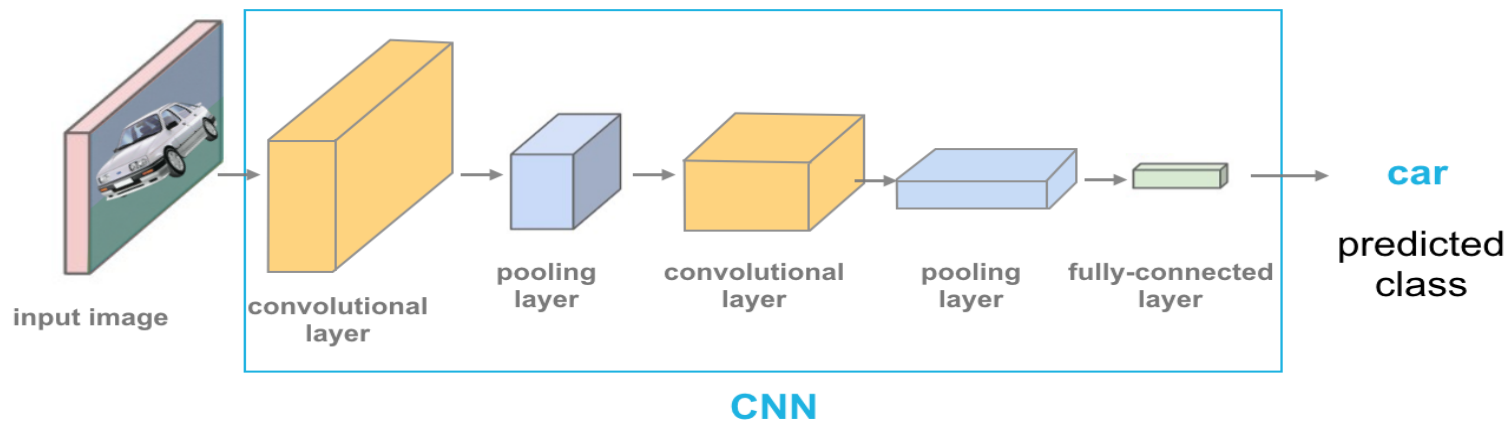 input image
convolutional
layer
pooling
layer
convolutional
layer
pooling
layer
fully-connected
layer
car
predicted
class
CNN